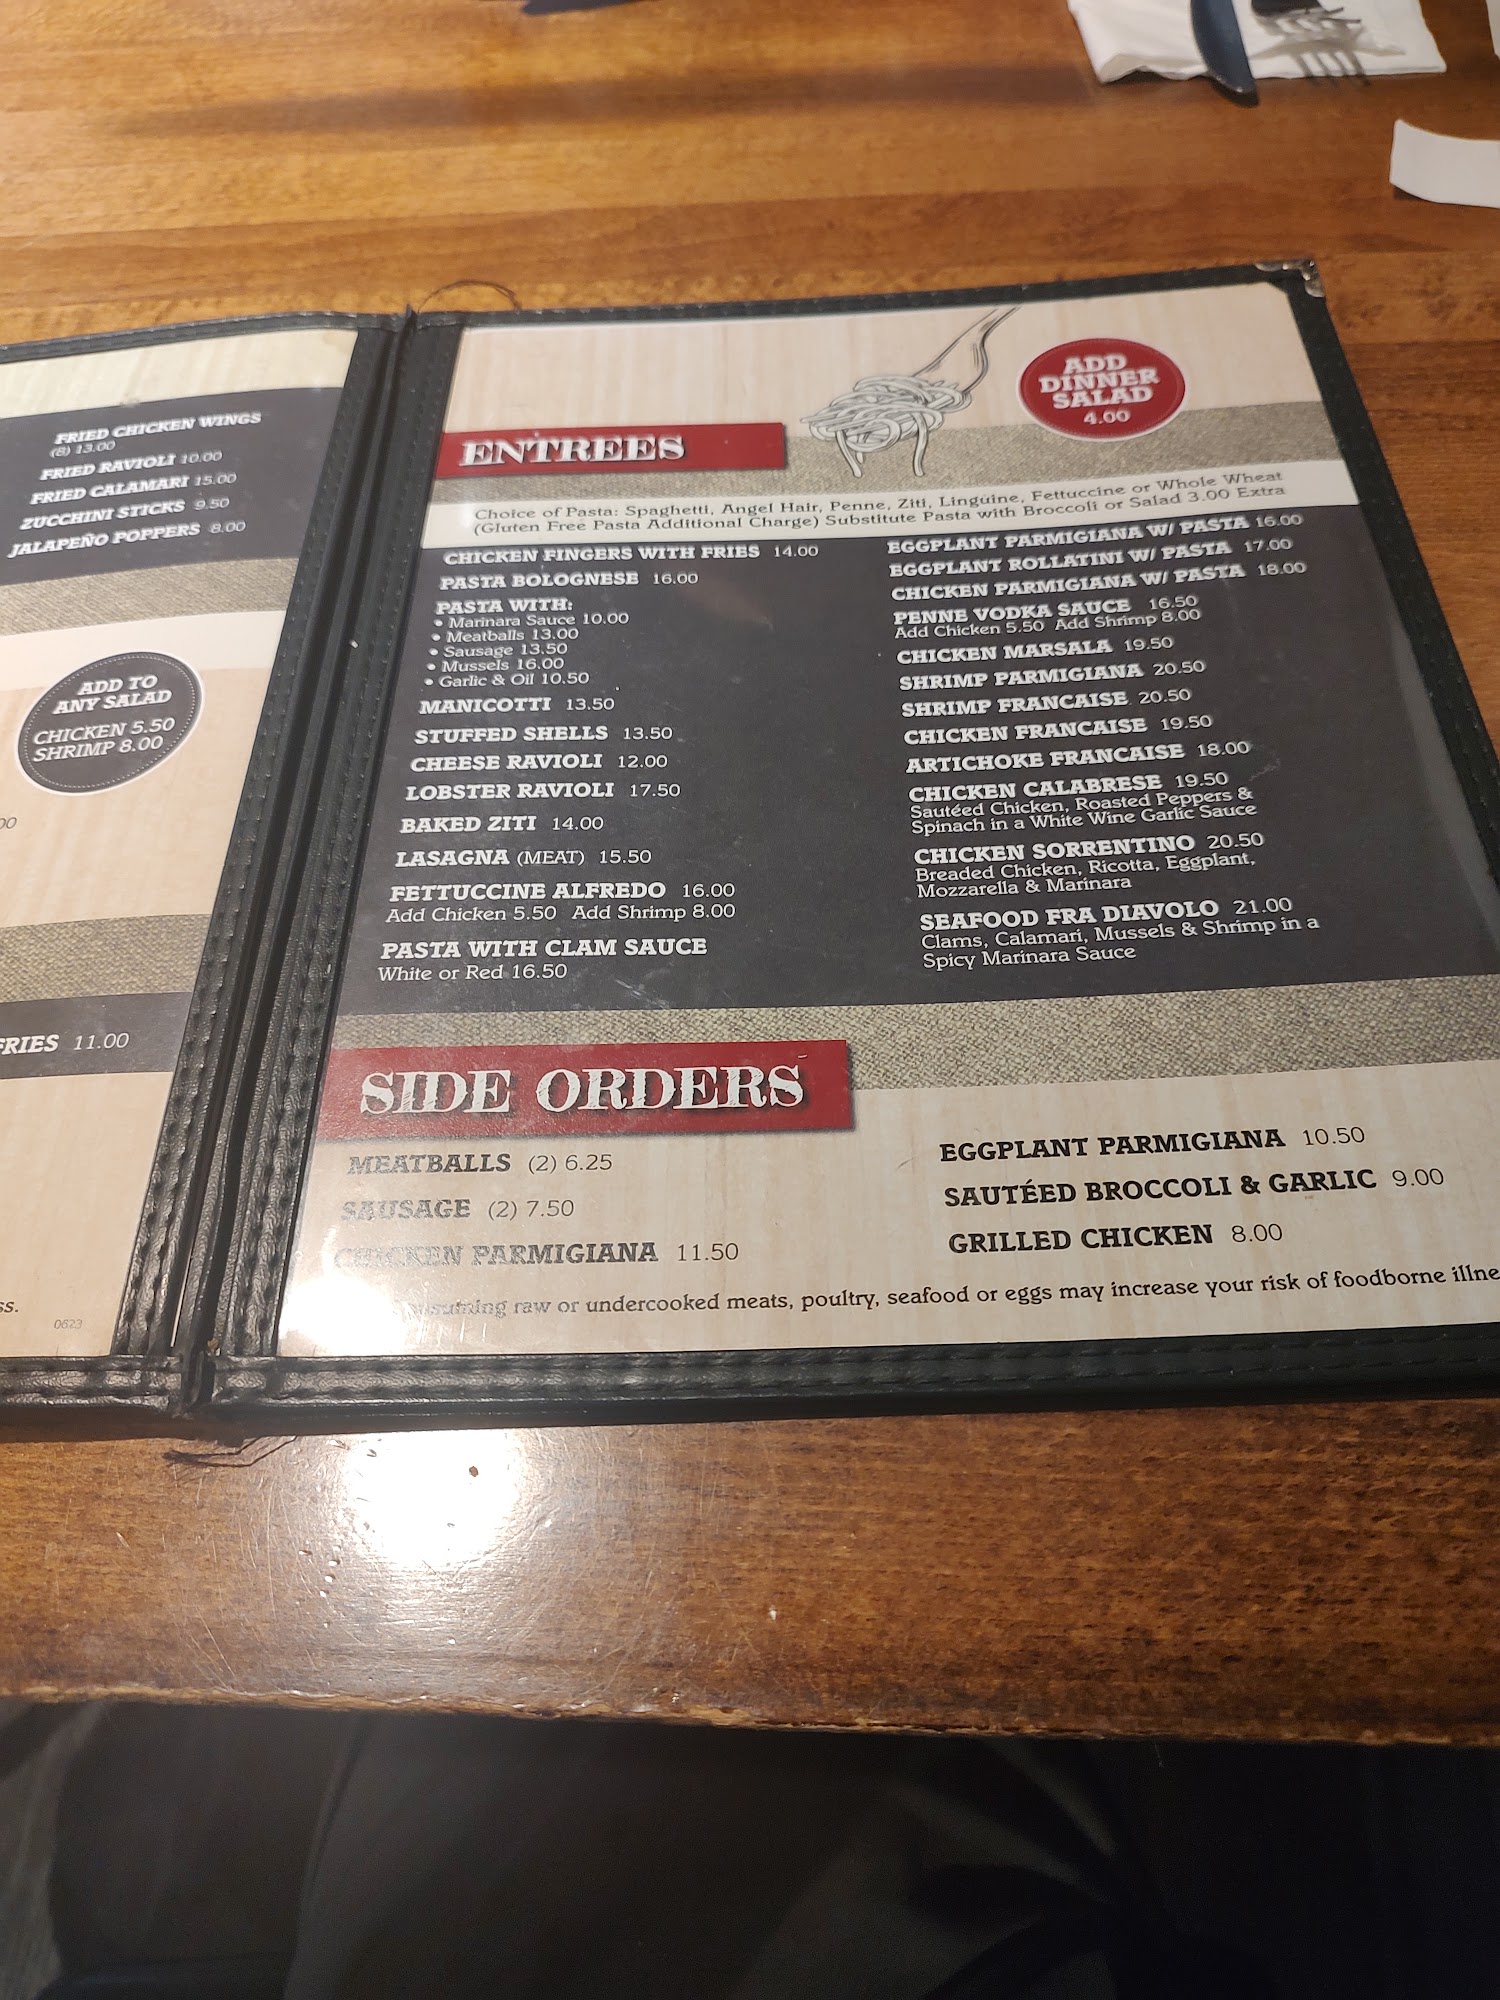 FRIED CHICKEN WINGS
(8) 13.00
FRIED RAVIOLI 10.00
FRIED CALAMARI 15.00
ZUCCHINI STICKS 9.50
JALAPEÑO POPPERS 8.00
ADD TO
ANY SALAD
CHICKEN 5.50
SHRIMP 8.00
FRIES 11.00
0623
ADD
DINNER
SALAD
4.00
ENTREES
Choice of Pasta: Spaghetti, Angel Hair, Penne, Ziti, Linguine, Fettuccine or Whole Wheat
(Gluten Free Pasta Additional Charge) Substitute Pasta with Broccoli or Salad 3.00 Extra
CHICKEN FINGERS WITH FRIES 14.00
PASTA BOLOGNESE 16.00
PASTA WITH:
• Marinara Sauce 10.00
• Meatballs 13.00
• Sausage 13.50
• Mussels 16.00
• Garlic & Oil 10.50
MANICOTTI 13.50
STUFFED SHELLS 13.50
CHEESE RAVIOLI 12.00
LOBSTER RAVIOLI 17.50
BAKED ZITI 14.00
LASAGNA (MEAT) 15.50
FETTUCCINE ALFREDO 16.00
Add Chicken 5.50 Add Shrimp 8.00
PASTA WITH CLAM SAUCE
White or Red 16.50
EGGPLANT PARMIGIANA W/ PASTA 16.00
EGGPLANT ROLLATINI W/ PASTA 17.00
CHICKEN PARMIGIANA W/ PASTA 18.00
PENNE VODKA SAUCE 16.50
Add Chicken 5.50 Add Shrimp 8.00
CHICKEN MARSALA 19.50
SHRIMP PARMIGIANA 20.50
SHRIMP FRANCAISE 20.50
CHICKEN FRANCAISE 19.50
ARTICHOKE FRANCAISE 18.00
CHICKEN CALABRESE 19.50
Sautéed Chicken, Roasted Peppers &
Spinach in a White Wine Garlic Sauce
CHICKEN SORRENTINO 20.50
Breaded Chicken, Ricotta, Eggplant,
Mozzarella & Marinara
SEAFOOD FRA DIAVOLO 21.00
Clams, Calamari, Mussels & Shrimp in a
Spicy Marinara Sauce
SIDE ORDERS
MEATBALLS (2) 6.25
SAUSAGE (2) 7.50
CHICKEN PARMIGIANA 11.50
EGGPLANT PARMIGIANA 10.50
SAUTÉED BROCCOLI & GARLIC 9.00
GRILLED CHICKEN 8.00
raw or undercooked meats, poultry, seafood or eggs may increase your risk of foodborne illne